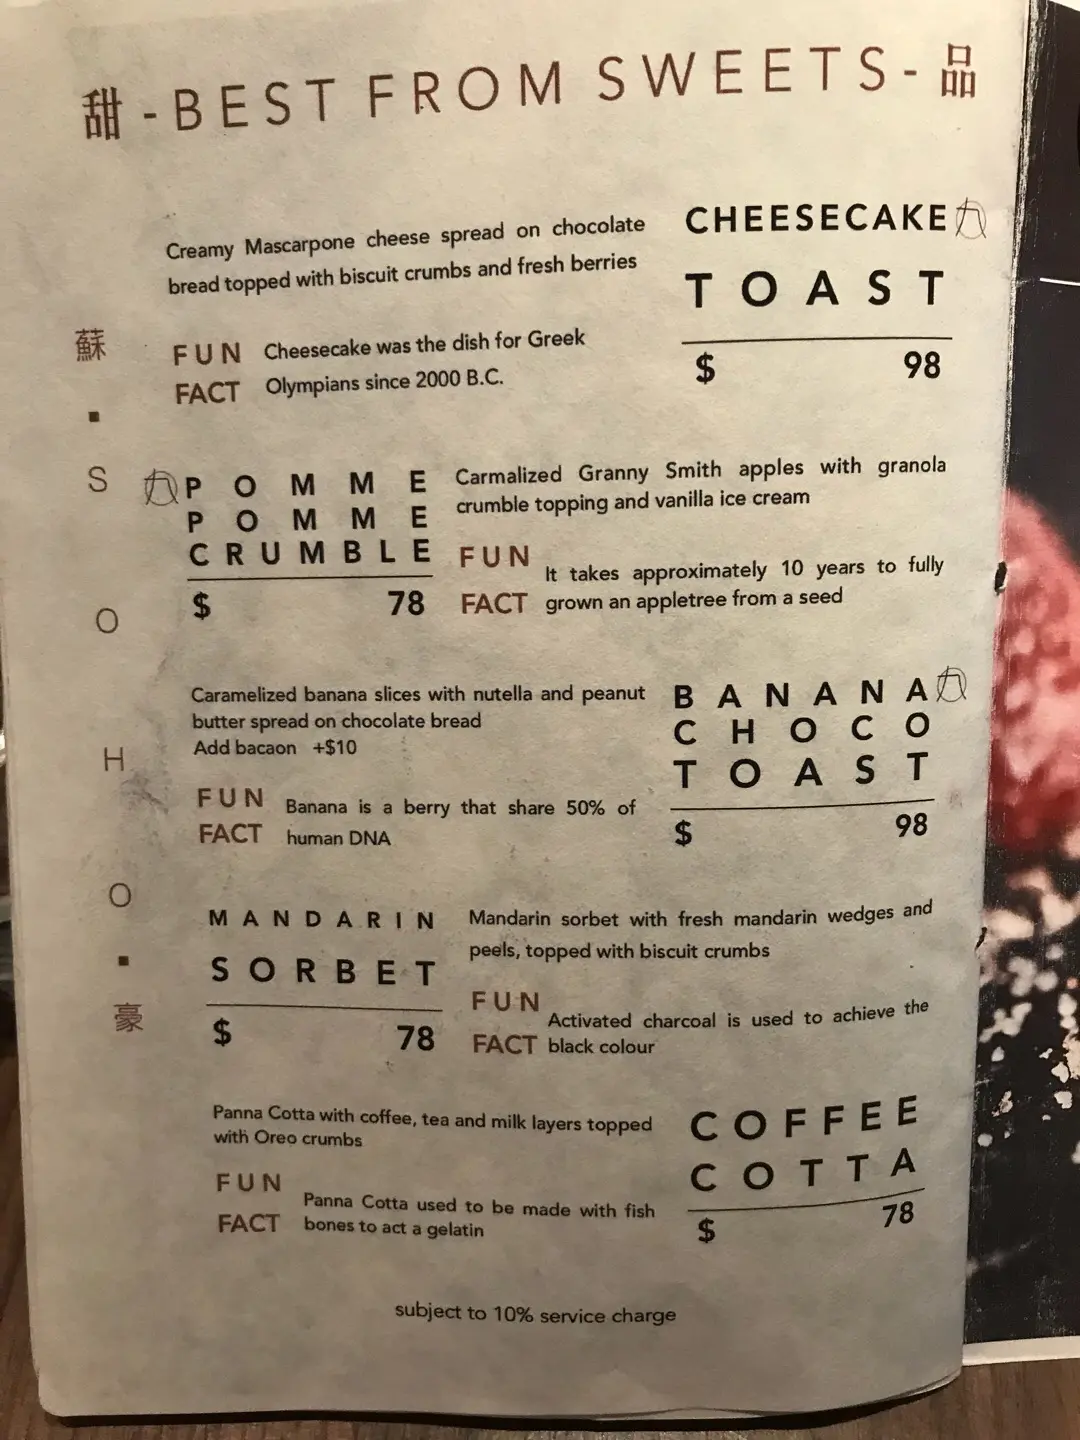 甜 - BEST FROM SWEETS - 品
Creamy Mascarpone cheese spread on chocolate
bread topped with biscuit crumbs and fresh berries
FUN
FACT
Cheesecake was the dish for Greek
Olympians since 2000 B.C.
CHEESECAKE
TOAST
$ 98
POMME
POMME
CRUMBLE
$ 78
Carmalized Granny Smith apples with granola
crumble topping and vanilla ice cream
FUN
FACT
It takes approximately 10 years to fully
grown an appletree from a seed
Caramelized banana slices with nutella and peanut
butter spread on chocolate bread
Add bacaon +$10
FUN
FACT
Banana is a berry that share 50% of
human DNA
BANANA
CHOCO
TOAST
$ 98
MANDARIN
SORBET
$ 78
Mandarin sorbet with fresh mandarin wedges and
peels, topped with biscuit crumbs
FUN
FACT
Activated charcoal is used to achieve the
black colour
Panna Cotta with coffee, tea and milk layers topped
with Oreo crumbs
FUN
FACT
Panna Cotta used to be made with fish
bones to act a gelatin
COFFEE
COTTA
$ 78
subject to 10% service charge
蘇 ▪ SOHO ▪ 豪